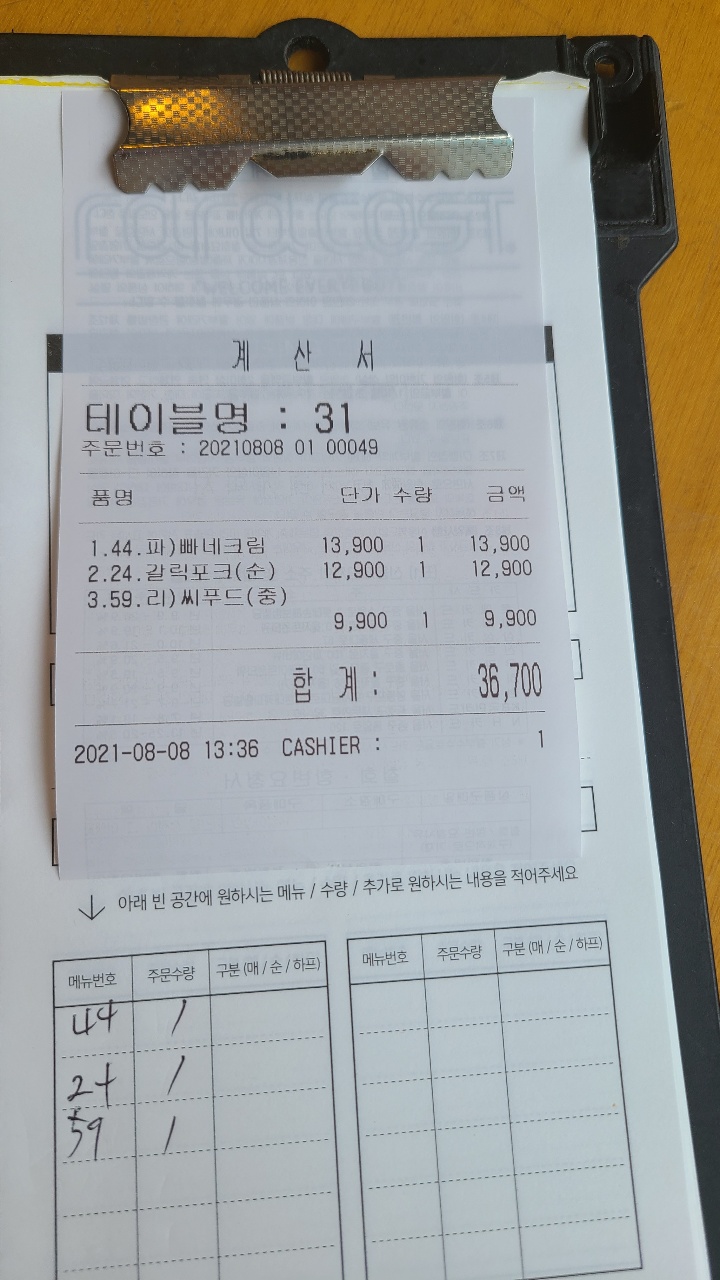 계 산 서
테이블명 : 31
주문번호 : 20210808 01 00049
품명 단가 수량 금액
1.44.파)빠네크림 13,900 1 13,900
2.24.갈릭포크(순) 12,900 1 12,900
3.59.리)씨푸드(중)
9,900 1 9,900
합 계 : 36,700
2021-08-08 13:36 CASHIER : 1
아래 빈 공간에 원하시는 메뉴 / 수량 / 추가로 원하시는 내용을 적어주세요
메뉴번호 주문수량 구분 (매 / 순 / 하프) 메뉴번호 주문수량 구분 (매 / 순 / 하프)
44 1
24 1
59 1